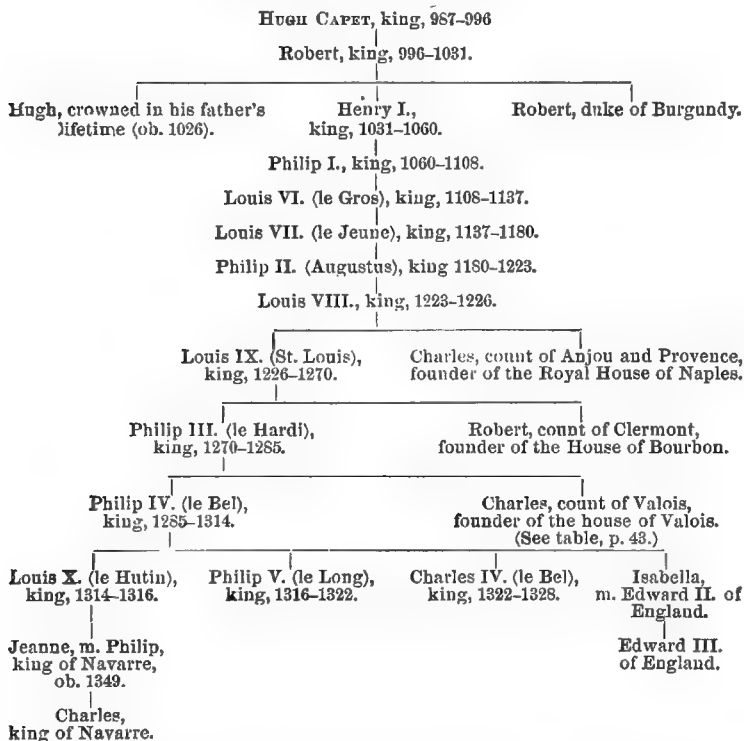 HUGH CAPET, king, 987–996
Robert, king, 996–1031.
Hugh, crowned in his father's
lifetime (ob. 1026).
Henry I.,
king, 1031–1060.
Robert, duke of Burgundy.
Philip I., king, 1060–1108.
Louis VI. (le Gros), king, 1108–1137.
Louis VII. (le Jeune), king, 1137–1180.
Philip II. (Augustus), king 1180–1223.
Louis VIII., king, 1223–1226.
Louis IX. (St. Louis),
king, 1226–1270.
Charles, count of Anjou and Provence,
founder of the Royal House of Naples.
Philip III. (le Hardi),
king, 1270–1285.
Robert, count of Clermont,
founder of the House of Bourbon.
Philip IV. (le Bel),
king, 1285–1314.
Charles, count of Valois,
founder of the house of Valois.
(See table, p. 43.)
Louis X. (le Hutin),
king, 1314–1316.
Philip V. (le Long),
king, 1316–1322.
Charles IV. (le Bel),
king, 1322–1328.
Isabella,
m. Edward II. of
England.
Jeanne, m. Philip,
king of Navarre,
ob. 1349.
Edward III.
of England.
Charles,
king of Navarre.